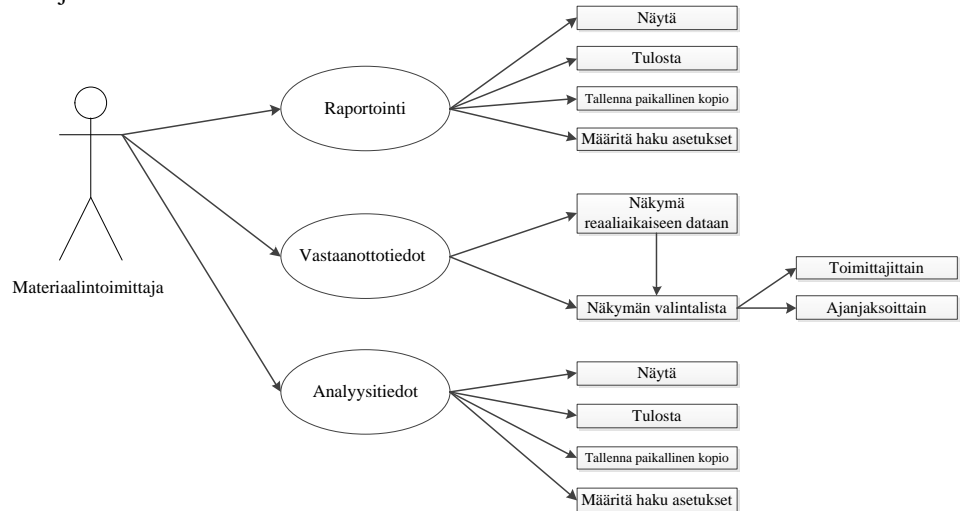 Näytä
Tulosta
Raportointi
Tallenna paikallinen kopio
Määritä haku asetukset
Näkymä
reaaliaikaiseen dataan
Vastaanottotiedot
Toimittajittain
Materiaalintoimittaja
Näkymän valintalista
Ajanjaksoittain
Näytä
Analyysitiedot
Tulosta
Tallenna paikallinen kopio
Määritä haku asetukset